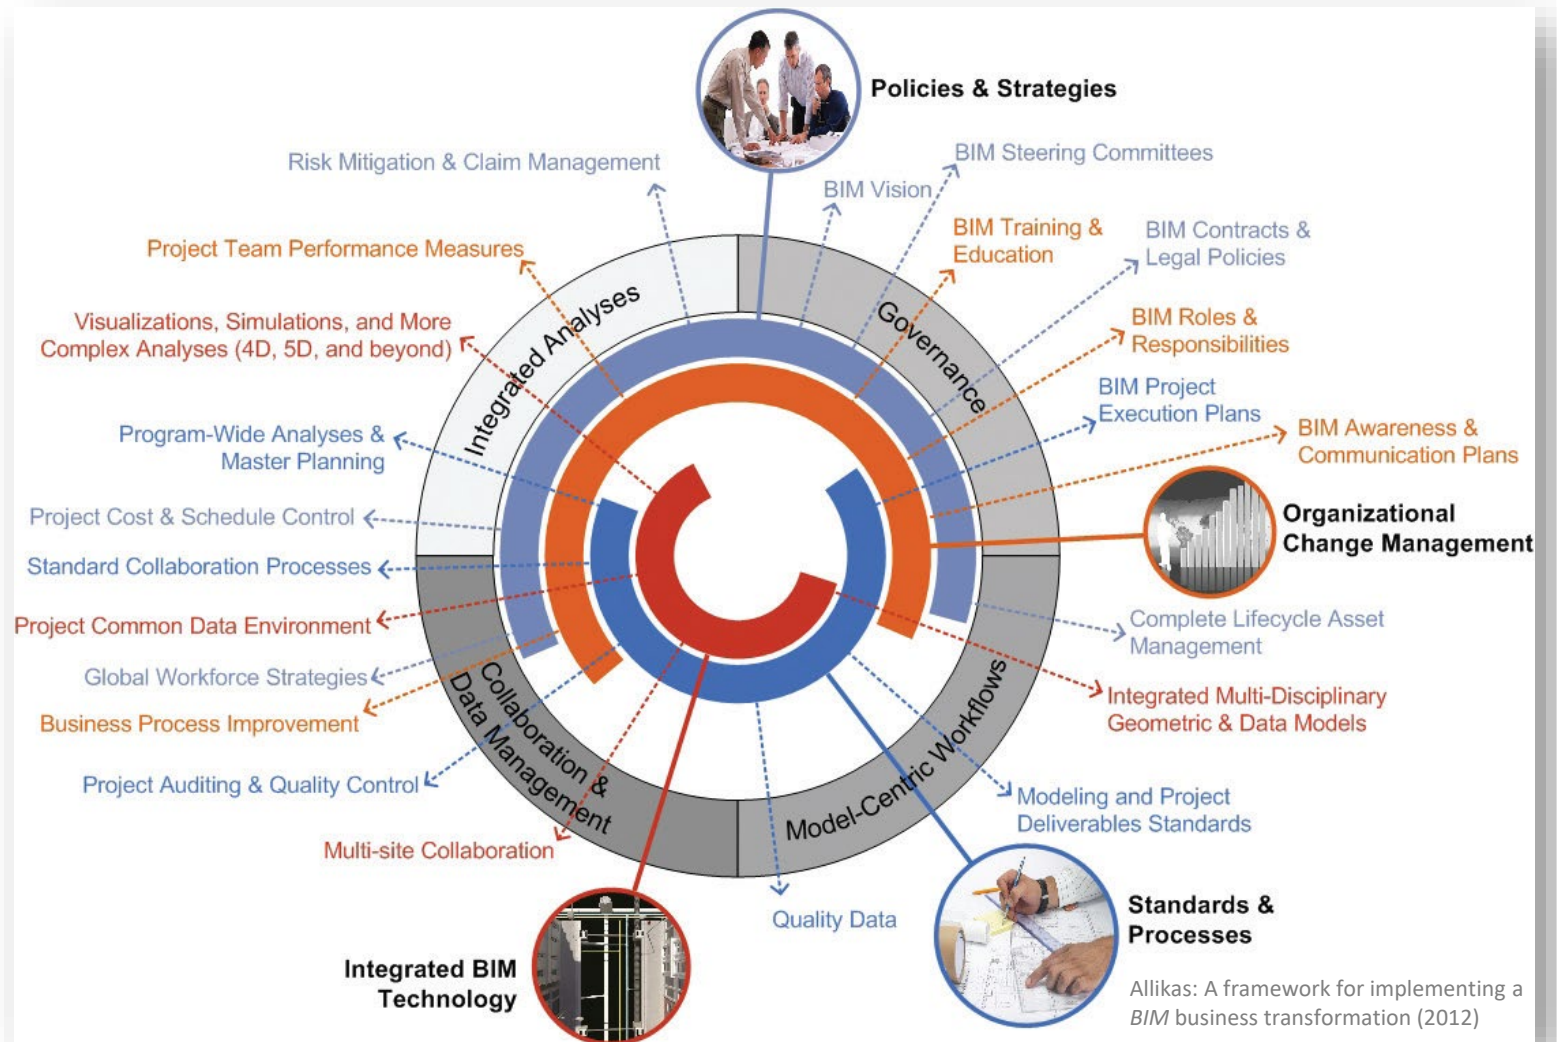 Policies & Strategies
Risk Mitigation & Claim Management
BIM Steering Committees
BIM Vision
Project Team Performance Measures
BIM Training &
Education
BIM Contracts &
Legal Policies
Integrated Analyses
Governance
Visualizations, Simulations, and More
Complex Analyses (4D, 5D, and beyond)
BIM Roles &
Responsibilities
BIM Project
Execution Plans
Program-Wide Analyses &
Master Planning
BIM Awareness &
Communication Plans
Project Cost & Schedule Control
Organizational
Change Management
Standard Collaboration Processes
Project Common Data Environment
Complete Lifecycle Asset
Management
Global Workforce Strategies
Business Process Improvement
Collaboration &
Data Management
Model-Centric Workflows
Integrated Multi-Disciplinary
Geometric & Data Models
Project Auditing & Quality Control
Modeling and Project
Deliverables Standards
Multi-site Collaboration
Quality Data
Standards &
Processes
Integrated BIM
Technology
Allikas: A framework for implementing a
BIM business transformation (2012)